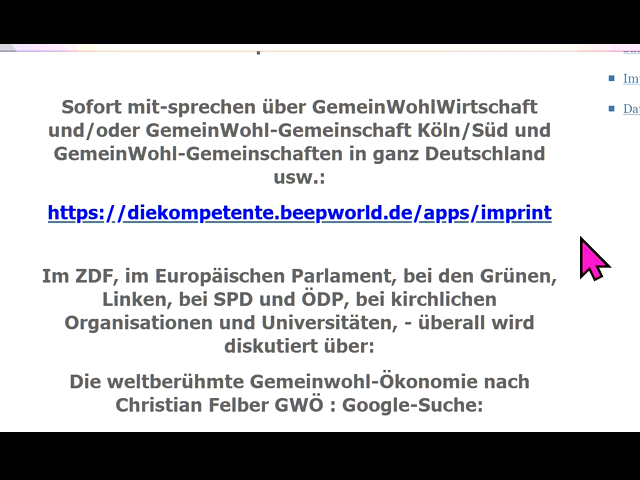 Sofort mit-sprechen über GemeinWohlWirtschaft
und/oder GemeinWohl-Gemeinschaft Köln/Süd und
GemeinWohl-Gemeinschaften in ganz Deutschland
usw.:
https://diekompetente.beepworld.de/apps/imprint
Im ZDF, im Europäischen Parlament, bei den Grünen,
Linken, bei SPD und ÖDP, bei kirchlichen
Organisationen und Universitäten, - überall wird
diskutiert über:
Die weltberühmte Gemeinwohl-Ökonomie nach
Christian Felber GWÖ : Google-Suche: